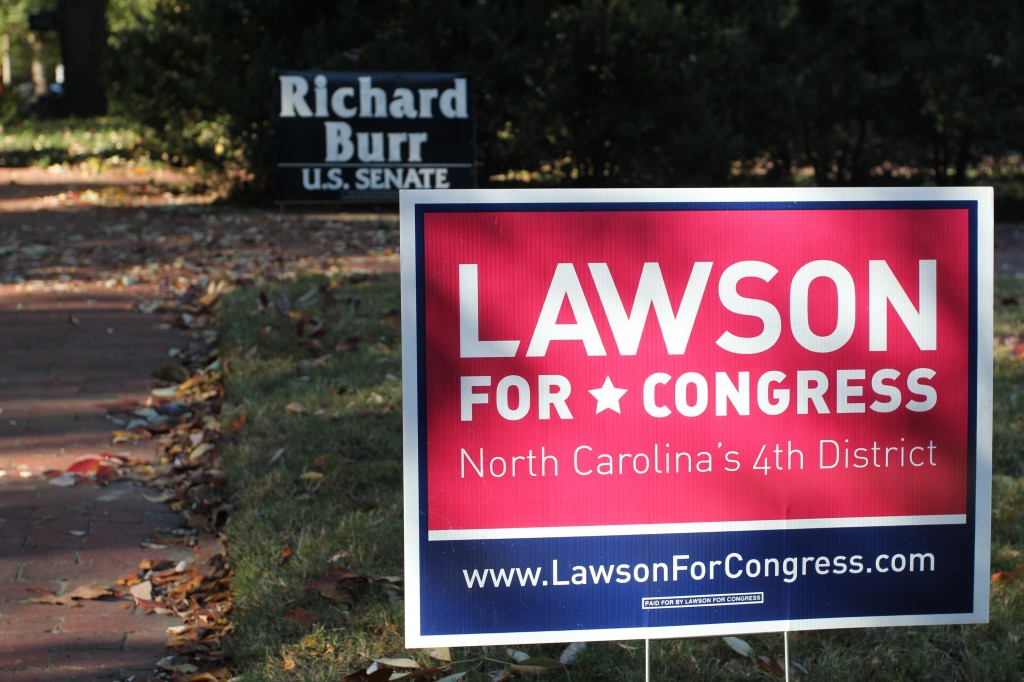 Richard
Burr
U.S. SENATE
LAWSON
FOR ★ CONGRESS
North Carolina's 4th District
www.LawsonForCongress.com
PAID FOR BY LAWSON FOR CONGRESS